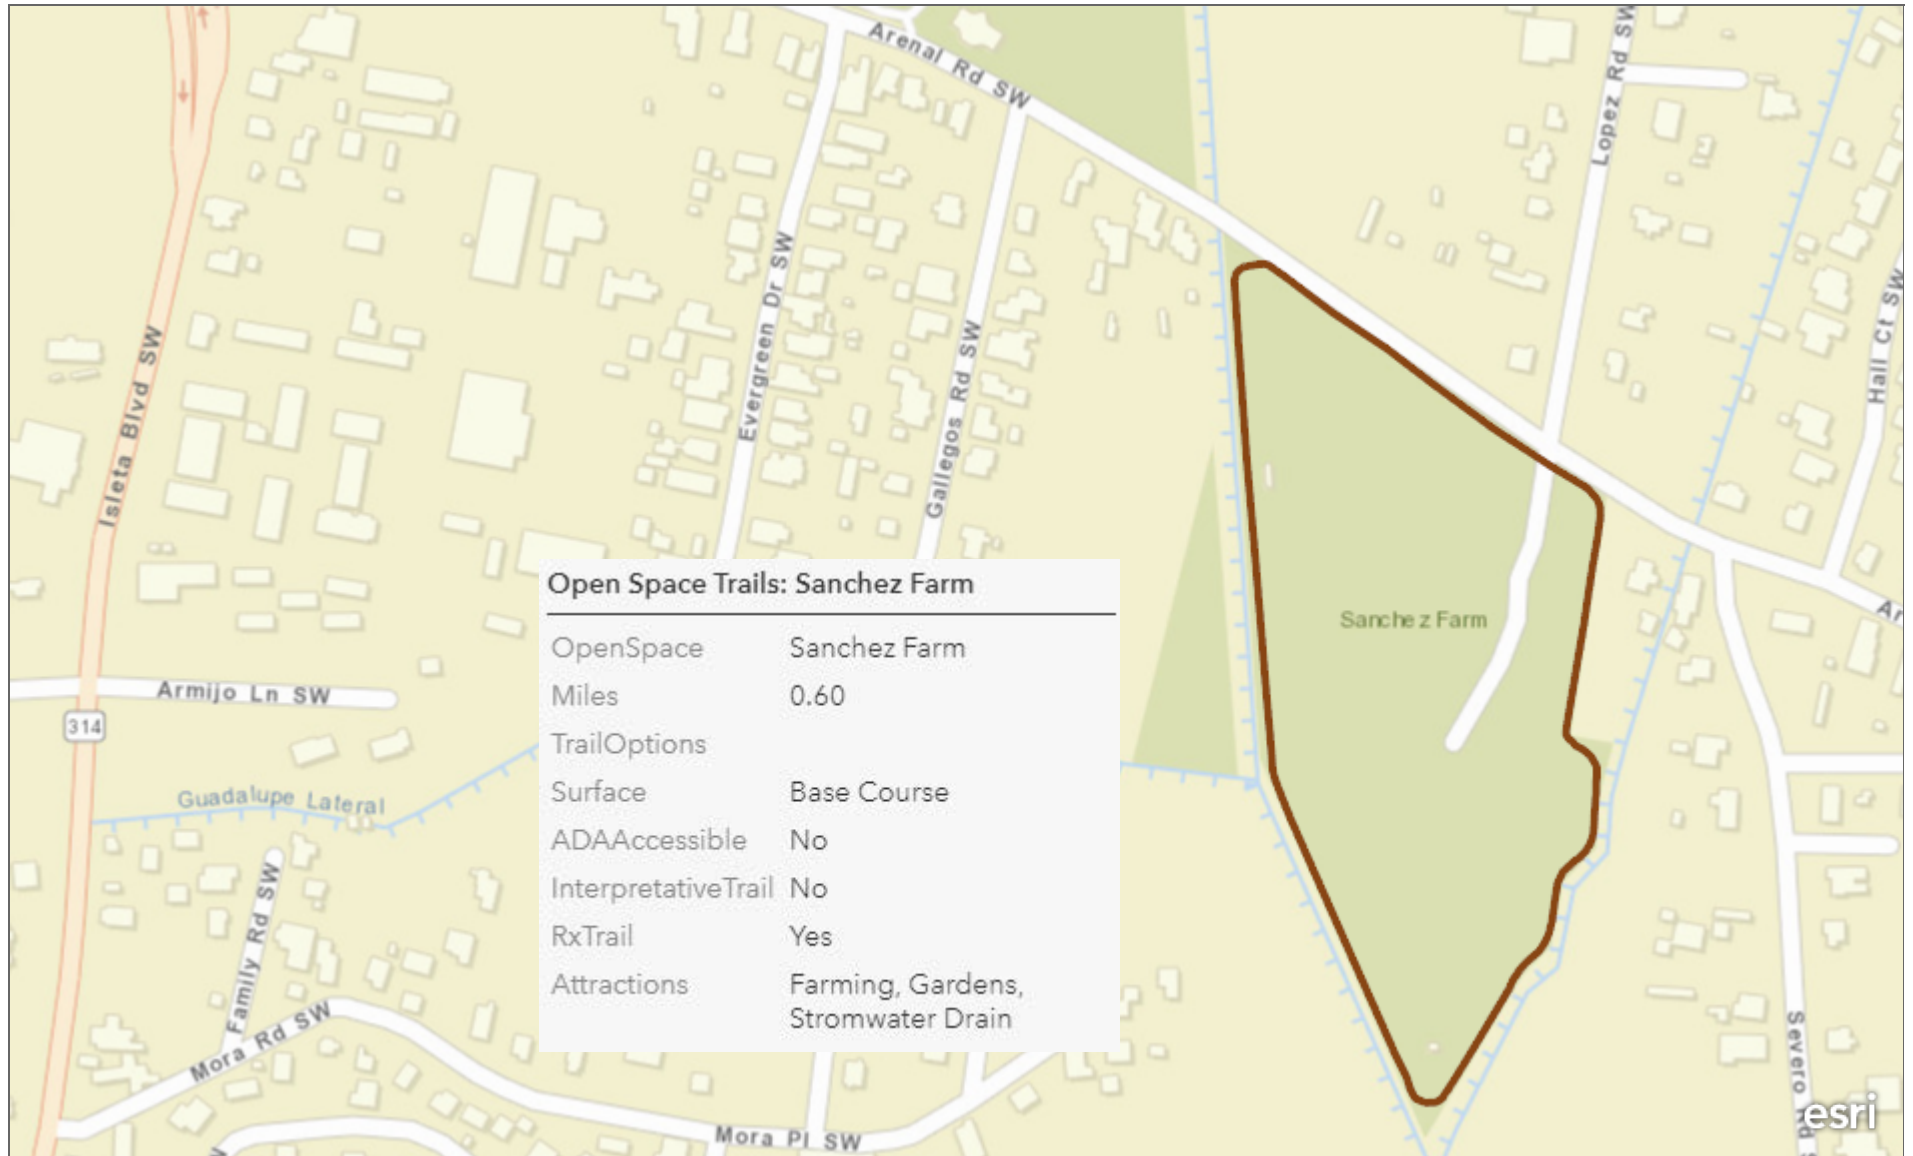 Arenal Rd SW
Lopez Rd SW
Evergreen Dr SW
Gallegos Rd SW
Hall Ct SW
Isleta Blvd SW
Open Space Trails: Sanchez Farm
OpenSpace Sanchez Farm
Miles 0.60
TrailOptions
Surface Base Course
ADAAccessible No
InterpretativeTrail No
RxTrail Yes
Attractions Farming, Gardens,
Stromwater Drain
Sanchez Farm
Ar
Armijo Ln SW
314
Guadalupe Lateral
Family Rd SW
Mora Rd SW
Mora Pl SW
Severo Rd S
esri